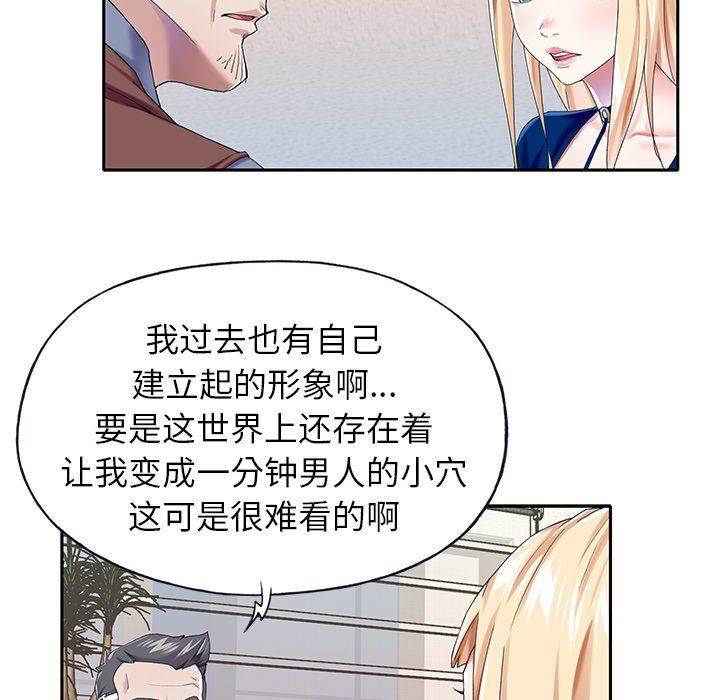 我过去也有自己
建立起的形象啊...
要是这世界上还存在着
让我变成一分钟男人的小穴
这可是很难看的啊